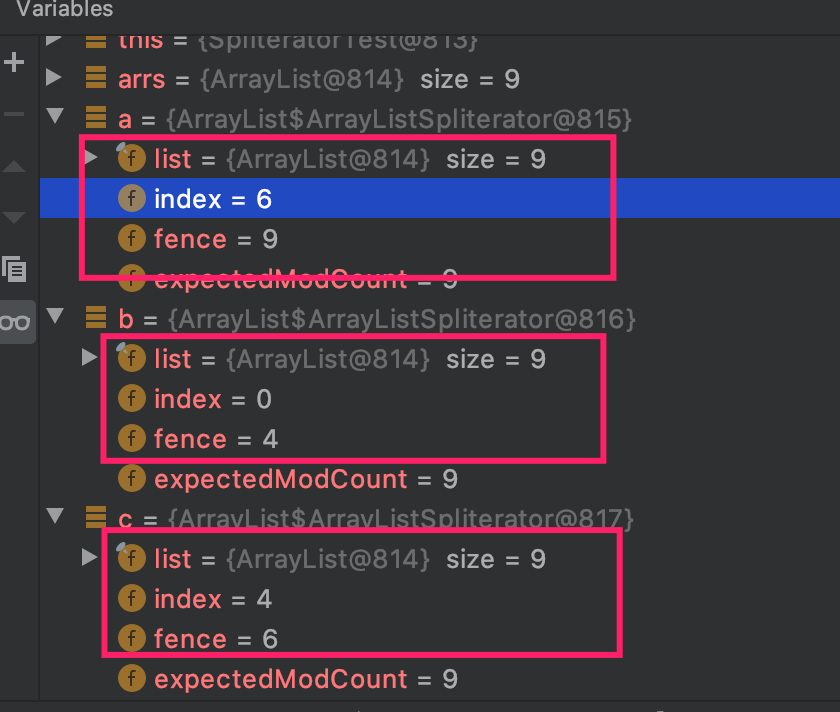 Variables
this = {SpliteratorTest@813}
arrs = {ArrayList@814} size = 9
a = {ArrayList$ArrayListSpliterator@815}
f list = {ArrayList@814} size = 9
f index = 6
f fence = 9
f expectedModCount = 9
b = {ArrayList$ArrayListSpliterator@816}
f list = {ArrayList@814} size = 9
f index = 0
f fence = 4
f expectedModCount = 9
c = {ArrayList$ArrayListSpliterator@817}
f list = {ArrayList@814} size = 9
f index = 4
f fence = 6
f expectedModCount = 9